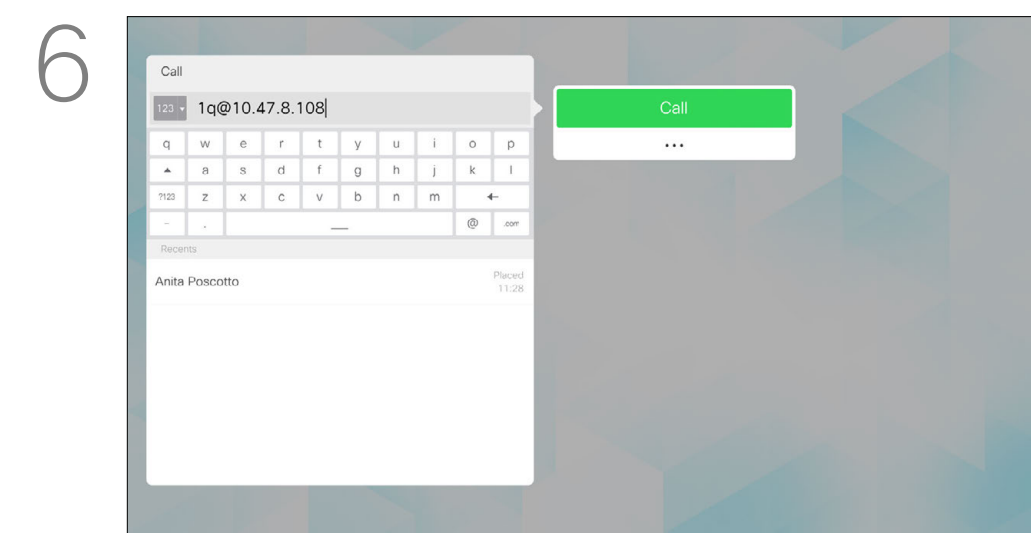 6
Call
123
1q@10.47.8.108
Call
...
q w e r t y u i o p
a s d f g h j k l
?123 z x c v b n m
- . @ .com
Recents
Anita Poscotto
Placed
11:28